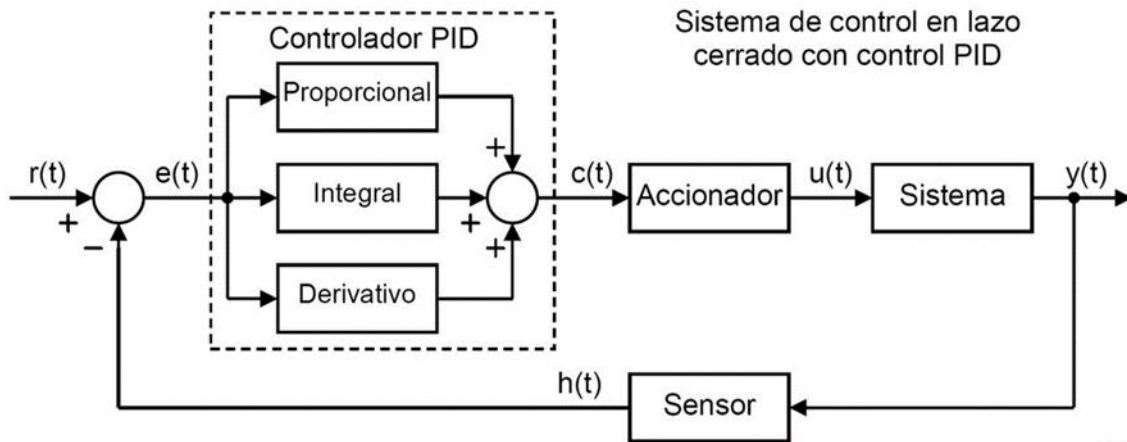 Sistema de control en lazo
cerrado con control PID
Controlador PID
Proporcional
+
r(t)
e(t)
Integral
c(t)
Accionador
u(t)
Sistema
y(t)
+
+
−
+
Derivativo
h(t)
Sensor